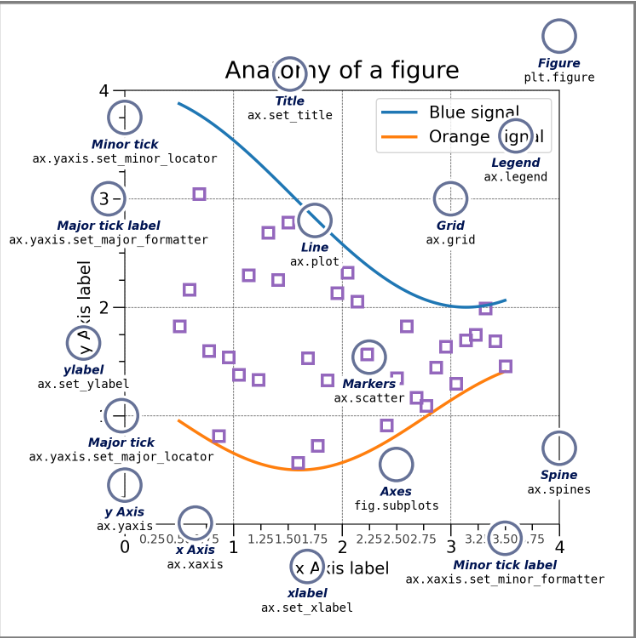 Figure
plt.figure
Anatomy of a figure
Title
ax.set_title
4
Blue signal
Orange signal
Legend
ax.legend
Minor tick
ax.yaxis.set_minor_locator
3
Major tick label
ax.yaxis.set_major_formatter
Grid
ax.grid
Line
ax.plot
y Axis label
2
ylabel
ax.set_ylabel
Markers
ax.scatter
Major tick
ax.yaxis.set_major_locator
Axes
fig.subplots
Spine
ax.spines
y Axis
ax.yaxis
x Axis
ax.xaxis
0 0.25 1 1.25 1.50 1.75 2 2.25 2.50 2.75 3 3.50 4
x Axis label
Minor tick label
ax.xaxis.set_minor_formatter
xlabel
ax.set_xlabel